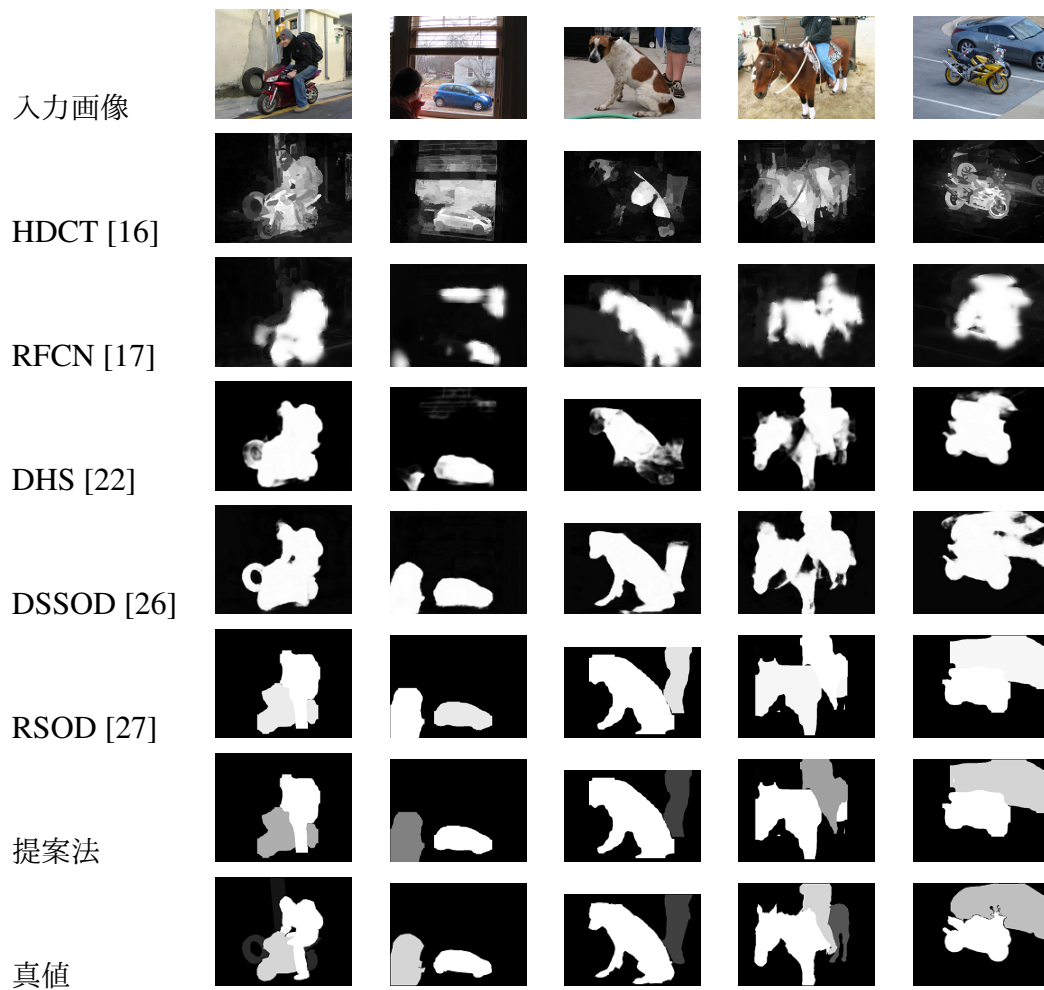 入力画像
HDCT [16]
RFCN [17]
DHS [22]
DSSOD [26]
RSOD [27]
提案法
真値